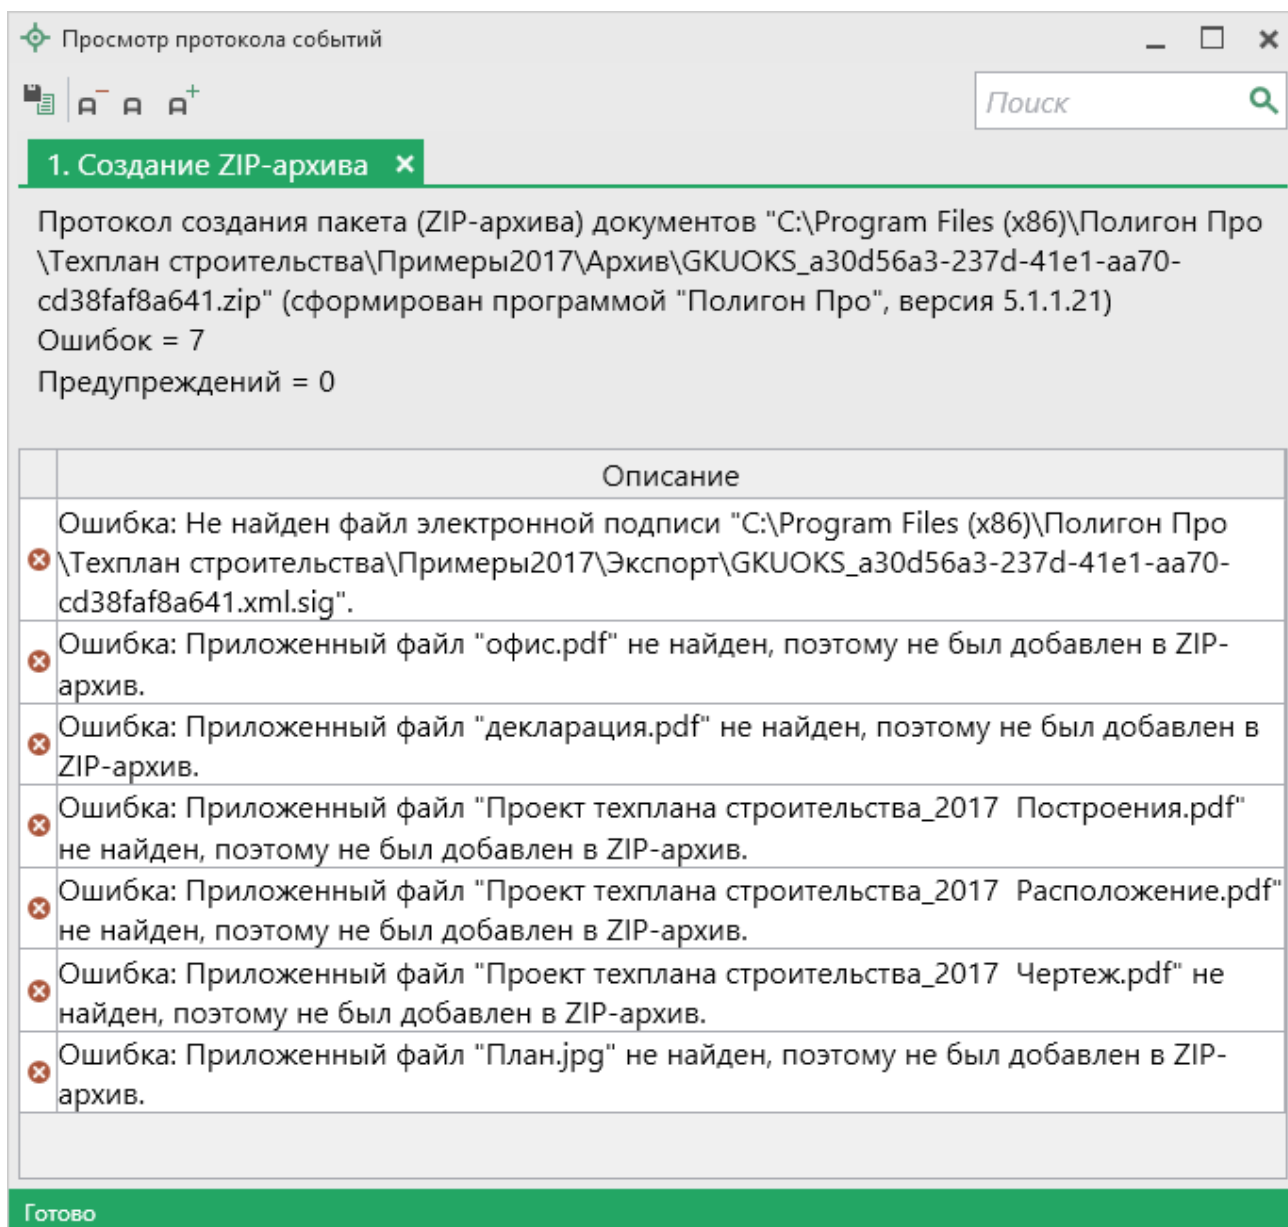 Просмотр протокола событий
Поиск
1. Создание ZIP-архива
Протокол создания пакета (ZIP-архива) документов "C:\Program Files (x86)\Полигон Про
\Техплан строительства\Примеры2017\Архив\GKUOKS_a30d56a3-237d-41e1-aa70-
cd38faf8a641.zip" (сформирован программой "Полигон Про", версия 5.1.1.21)
Ошибок = 7
Предупреждений = 0
Описание
Ошибка: Не найден файл электронной подписи "C:\Program Files (x86)\Полигон Про
\Техплан строительства\Примеры2017\Экспорт\GKUOKS_a30d56a3-237d-41e1-aa70-
cd38faf8a641.xml.sig".
Ошибка: Приложенный файл "офис.pdf" не найден, поэтому не был добавлен в ZIP-
архив.
Ошибка: Приложенный файл "декларация.pdf" не найден, поэтому не был добавлен в
ZIP-архив.
Ошибка: Приложенный файл "Проект техплана строительства_2017  Построения.pdf"
не найден, поэтому не был добавлен в ZIP-архив.
Ошибка: Приложенный файл "Проект техплана строительства_2017  Расположение.pdf"
не найден, поэтому не был добавлен в ZIP-архив.
Ошибка: Приложенный файл "Проект техплана строительства_2017  Чертеж.pdf" не
найден, поэтому не был добавлен в ZIP-архив.
Ошибка: Приложенный файл "План.jpg" не найден, поэтому не был добавлен в ZIP-
архив.
Готово